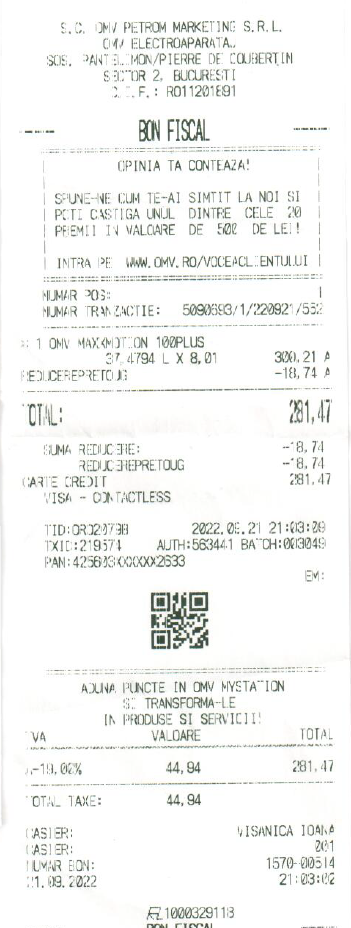 S.C. OMV PETROM MARKETING S.R.L.
OMV ELECTROAPARATAJ
SOS. PANTELIMON/PIERRE DE COUBERTIN
SECTOR 2, BUCURESTI
C.I.F.: RO11201891
BON FISCAL
OPINIA TA CONTEAZA!
SPUNE-NE CUM TE-AI SIMTIT LA NOI SI
POTI CASTIGA UNUL DINTRE CELE 20
PREMII IN VALOARE DE 500 DE LEI!
INTRA PE WWW.OMV.RO/VOCEACLIENTULUI
NUMAR POS: 1
NUMAR TRANZACTIE: 5090693/1/220921/552
1 OMV MAXXMOTION 100PLUS
37,4794 L X 8,01 300,21 A
REDUCEREPRETOUG -18,74 A
TOTAL: 281,47
SUMA REDUCERE: -18,74
REDUCEREPRETOUG -18,74
CARTE CREDIT 281,47
VISA - CONTACTLESS
2022.09.21 21:03:09
TXID:219574 AUTH:563441 BATCH:003049
PAN:425603XXXXXX2633
EM:
ADUNA PUNCTE IN OMV MYSTATION
SI TRANSFORMA-LE
IN PRODUSE SI SERVICII!
TVA VALOARE TOTAL
A-19,00% 44,94 281,47
TOTAL TAXE: 44,94
CASIER: VISANICA IOANA
CASIER: 001
NUMAR BON: 1570-00514
21.09.2022 21:03:02
1000329113
BON FISCAL